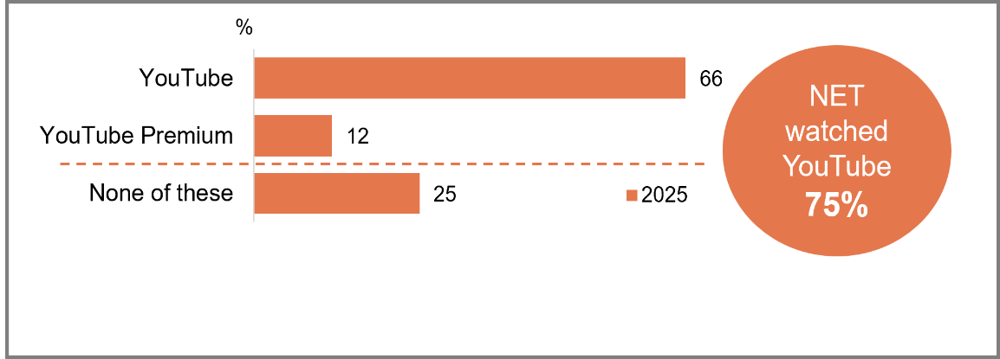 %
YouTube 66
YouTube Premium 12
None of these 25
2025
NET
watched
YouTube
75%